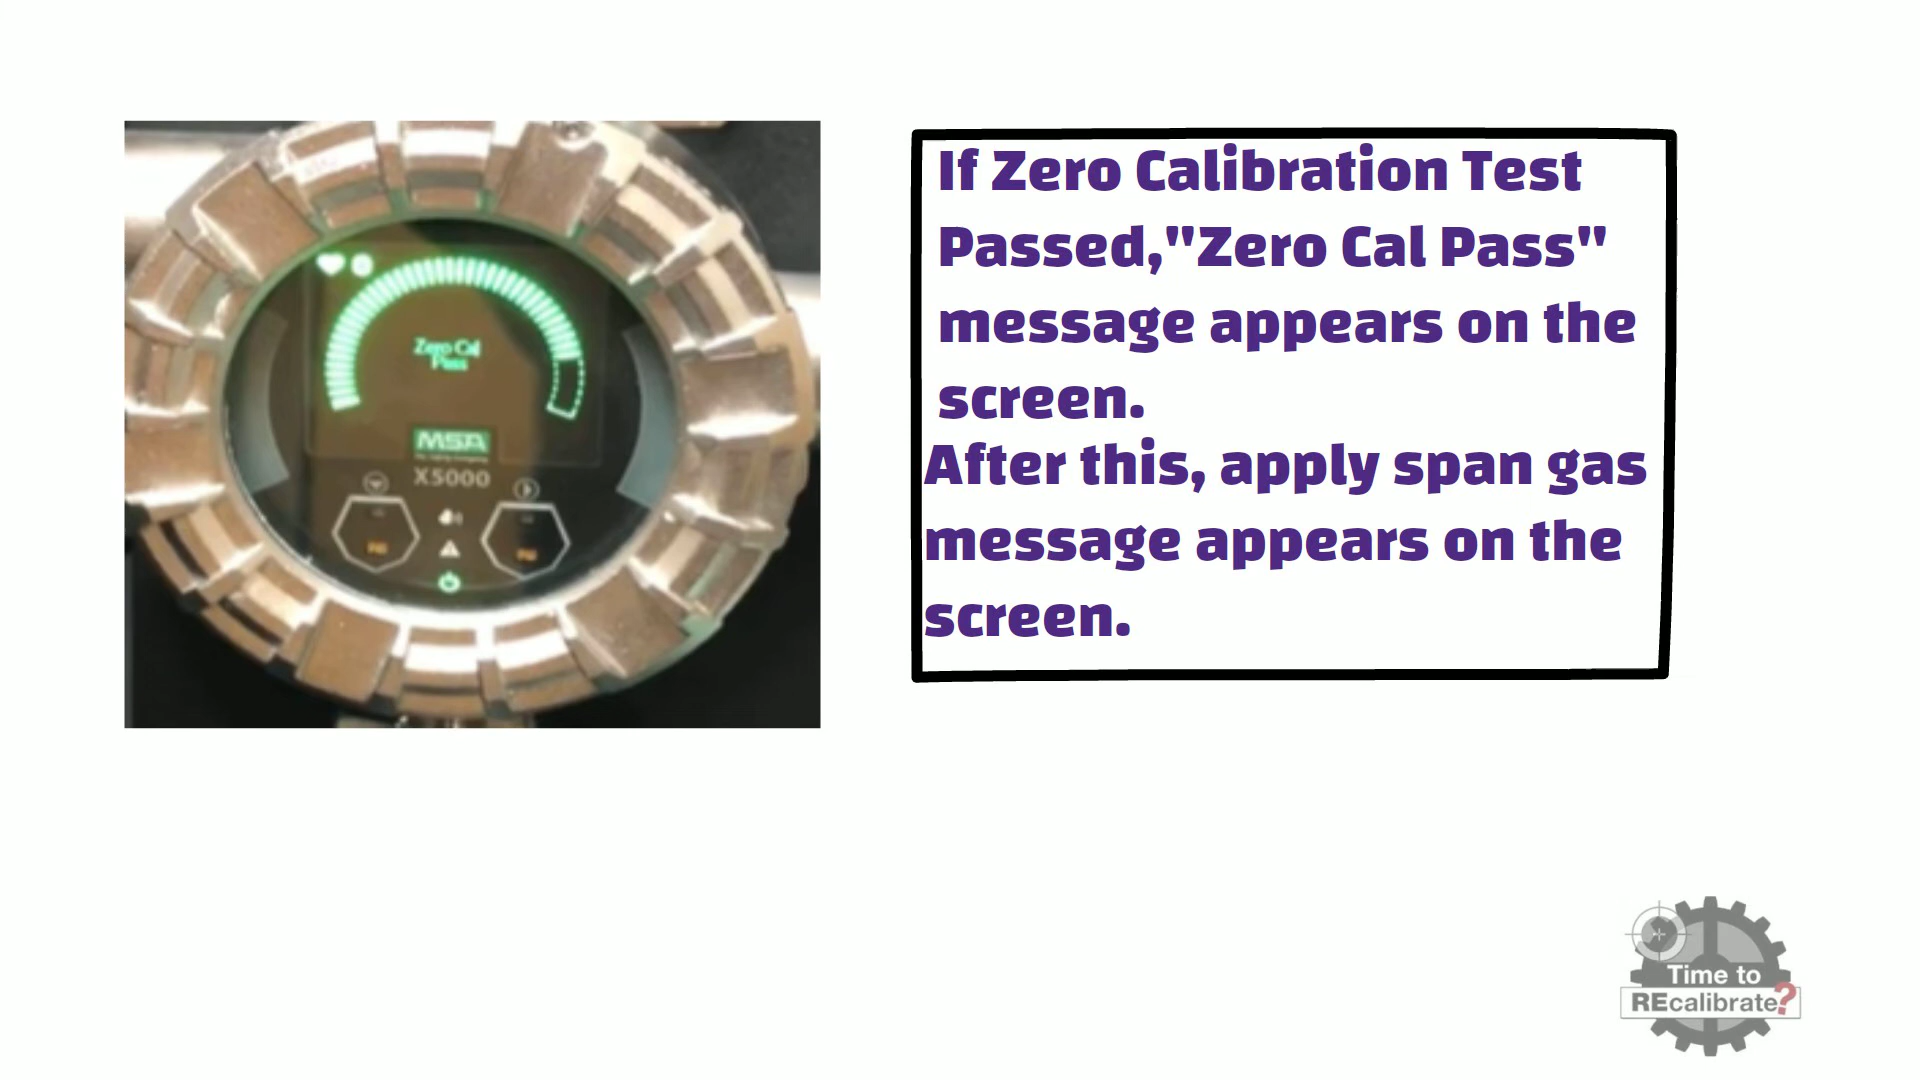 Zero Cal
Pass
MSA
X5000
If Zero Calibration Test
Passed,"Zero Cal Pass"
message appears on the
screen.
After this, apply span gas
message appears on the
screen.
Time to
REcalibrate?